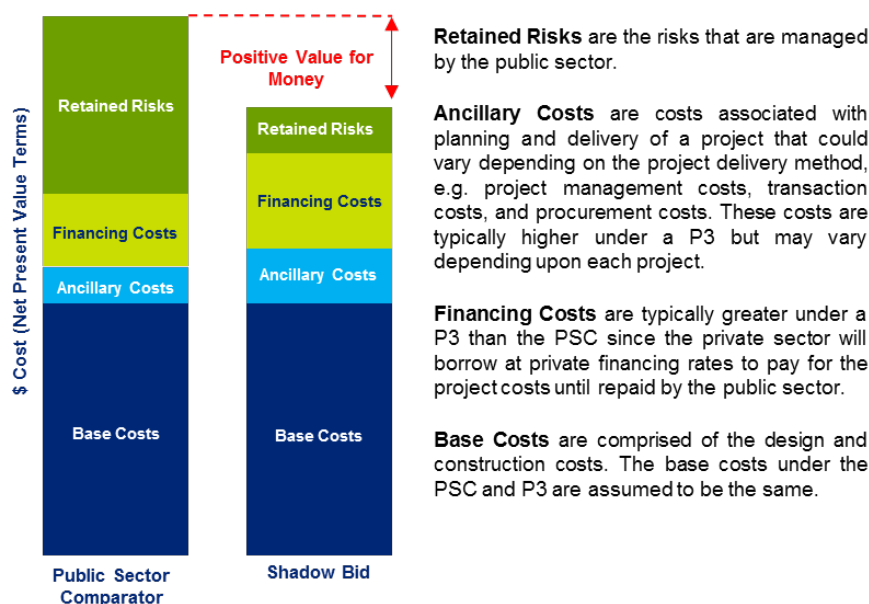 $ Cost (Net Present Value Terms)
Retained Risks
Financing Costs
Ancillary Costs
Base Costs
Public Sector
Comparator
Positive Value for
Money
Retained Risks
Financing Costs
Ancillary Costs
Base Costs
Shadow Bid
Retained Risks are the risks that are managed
by the public sector.
Ancillary Costs are costs associated with
planning and delivery of a project that could
vary depending on the project delivery method,
e.g. project management costs, transaction
costs, and procurement costs. These costs are
typically higher under a P3 but may vary
depending upon each project.
Financing Costs are typically greater under a
P3 than the PSC since the private sector will
borrow at private financing rates to pay for the
project costs until repaid by the public sector.
Base Costs are comprised of the design and
construction costs. The base costs under the
PSC and P3 are assumed to be the same.